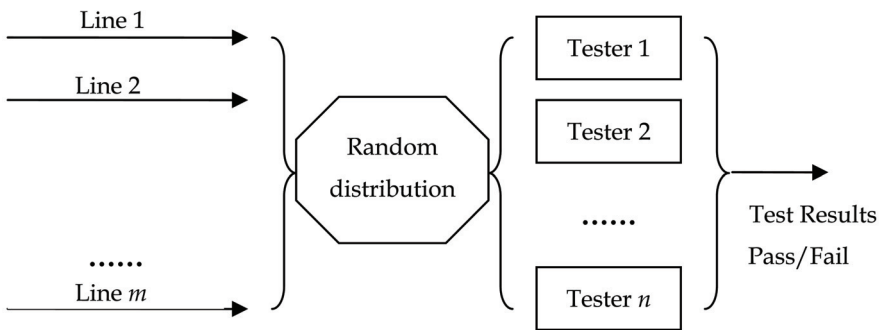 Line 1
Line 2
......
Line m
Random
distribution
Tester 1
Tester 2
......
Tester n
Test Results
Pass/Fail